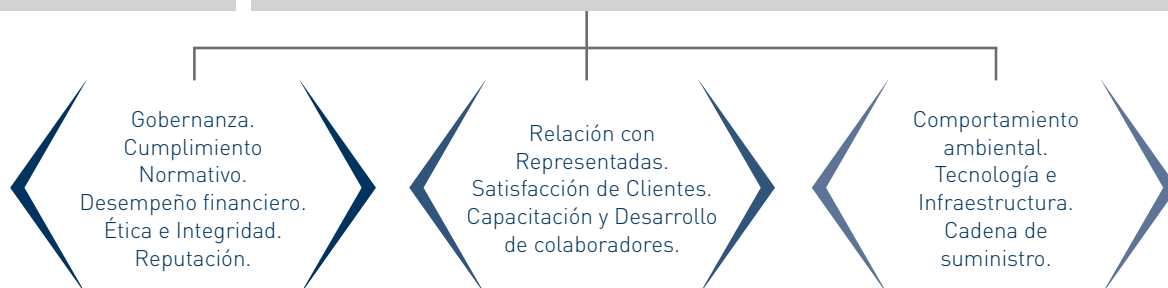 Gobernanza.
Cumplimiento
Normativo.
Desempeño financiero.
Ética e Integridad.
Reputación.
Relación con
Representadas.
Satisfacción de Clientes.
Capacitación y Desarrollo
de colaboradores.
Comportamiento
ambiental.
Tecnología e
Infraestructura.
Cadena de
suministro.